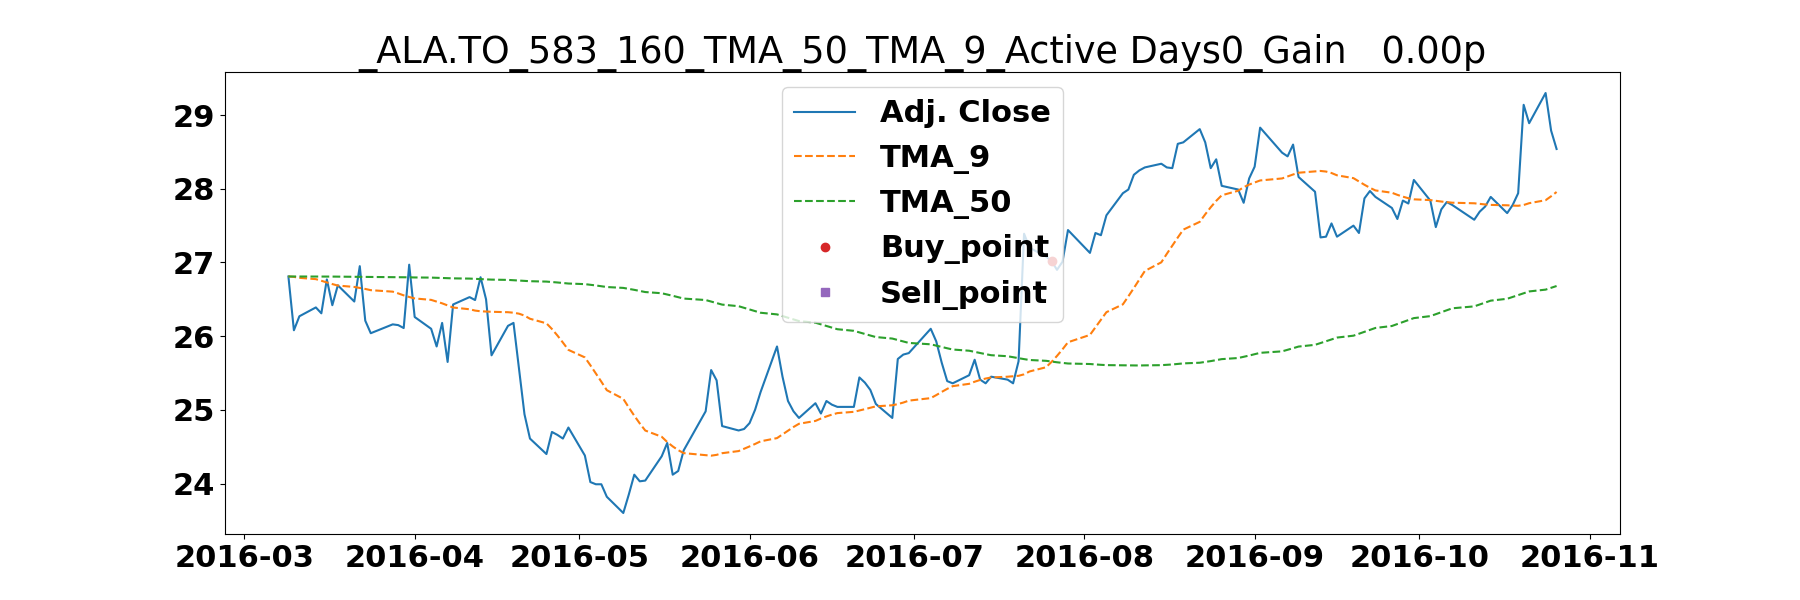 _ALA.TO_583_160_TMA_50_TMA_9_Active Days0_Gain   0.00p
29
28
27
26
25
24
Adj. Close
TMA_9
TMA_50
Buy_point
Sell_point
2016-03 2016-04 2016-05 2016-06 2016-07 2016-08 2016-09 2016-10 2016-11